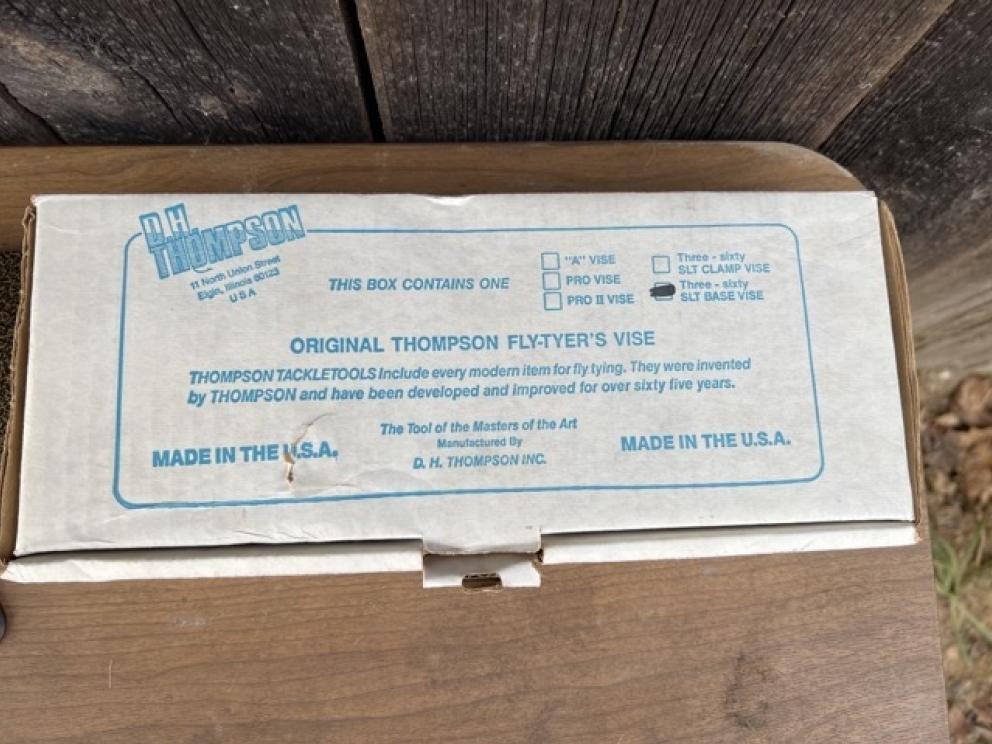 D.H.
THOMPSON
11 North Union Street
Elgin, Illinois 60123
U S A
THIS BOX CONTAINS ONE
"A" VISE
PRO VISE
PRO II VISE
Three - sixty
SLT CLAMP VISE
Three - sixty
SLT BASE VISE
ORIGINAL THOMPSON FLY-TYER'S VISE
THOMPSON TACKLETOOLS Include every modern item for fly tying. They were invented
by THOMPSON and have been developed and improved for over sixty five years.
The Tool of the Masters of the Art
Manufactured By
D. H. THOMPSON INC.
MADE IN THE U.S.A.
MADE IN THE U.S.A.